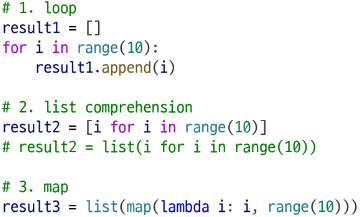 # 1. loop
result1 = []
for i in range(10):
    result1.append(i)

# 2. list comprehension
result2 = [i for i in range(10)]
# result2 = list(i for i in range(10))

# 3. map
result3 = list(map(lambda i: i, range(10)))